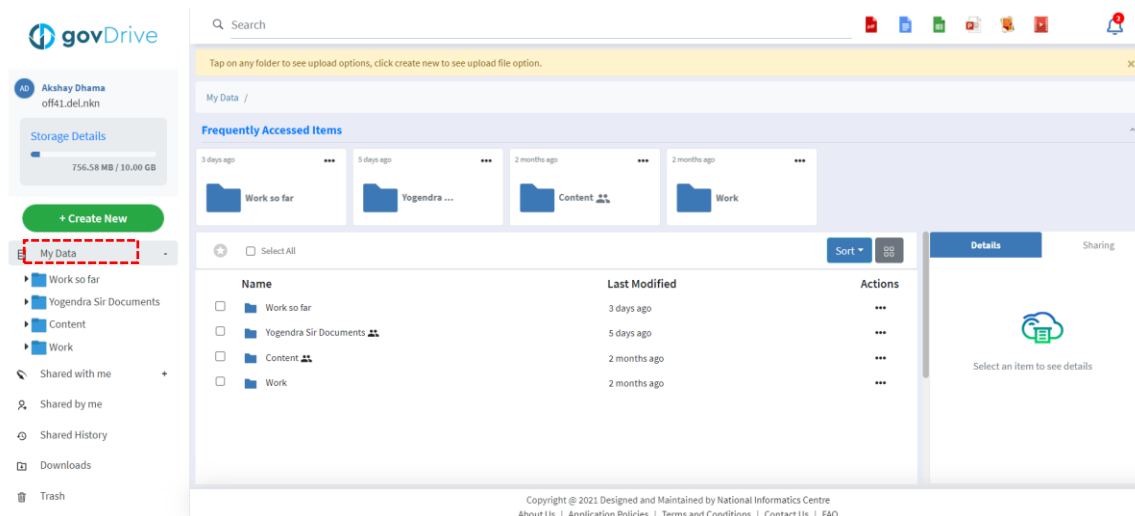 govDrive
Search
2
Tap on any folder to see upload options, click create new to see upload file option.
×
AD
Akshay Dhama
off41.del.nkn
Storage Details
756.58 MB / 10.00 GB
+ Create New
My Data -
Work so far
Yogendra Sir Documents
Content
Work
Shared with me +
Shared by me
Shared History
Downloads
Trash
My Data /
Frequently Accessed Items
3 days ago
Work so far
5 days ago
Yogendra ...
2 months ago
Content
2 months ago
Work
Select All
Sort
Name Last Modified Actions
Work so far 3 days ago
Yogendra Sir Documents 5 days ago
Content 2 months ago
Work 2 months ago
Details Sharing
Select an item to see details
Copyright @ 2021 Designed and Maintained by National Informatics Centre
About Us | Application Policies | Terms and Conditions | Contact Us | FAQ